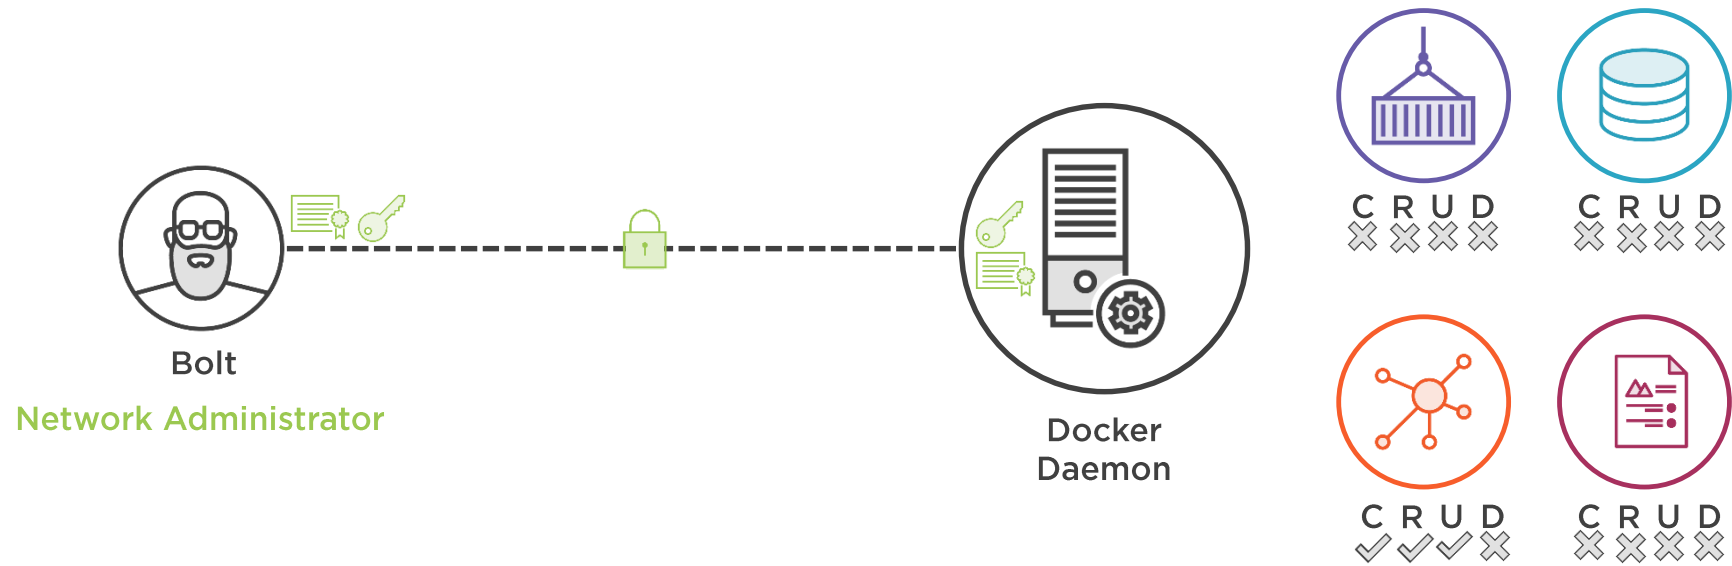 Bolt
Network Administrator
Docker
Daemon
C R U D
C R U D
C R U D
C R U D